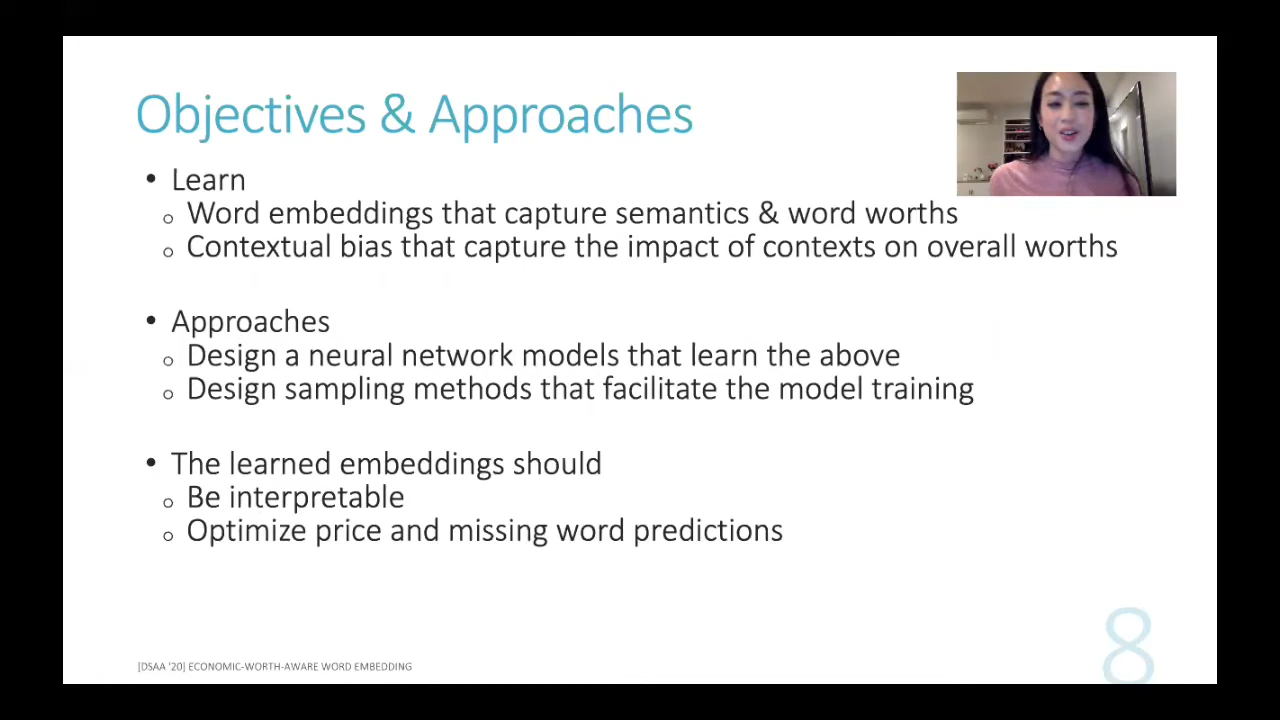 Objectives & Approaches
• Learn
o Word embeddings that capture semantics & word worths
o Contextual bias that capture the impact of contexts on overall worths
• Approaches
o Design a neural network models that learn the above
o Design sampling methods that facilitate the model training
• The learned embeddings should
o Be interpretable
o Optimize price and missing word predictions
[DSAA '20] ECONOMIC-WORTH-AWARE WORD EMBEDDING
8